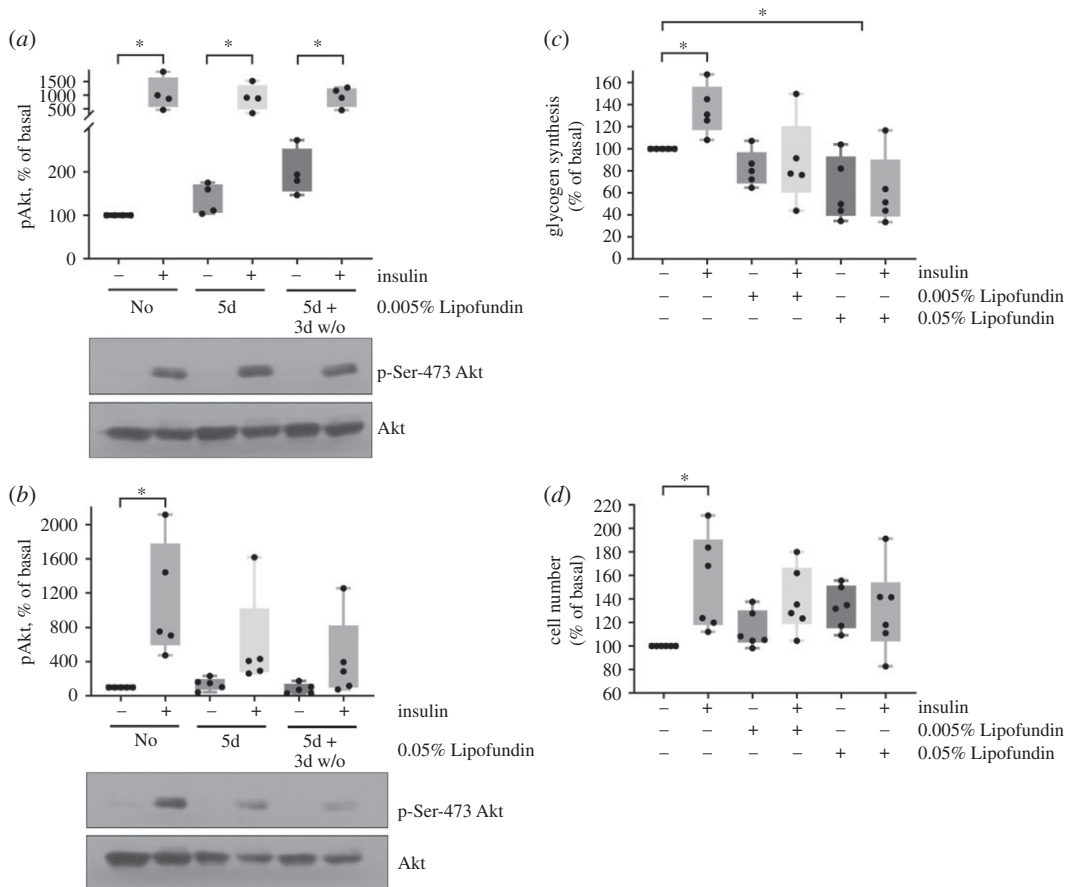 (a)
* * *
1500
1000
500
200
100
0
pAkt, % of basal
– + – + – + insulin
No 5d 5d + 0.005% Lipofundin
3d w/o
p-Ser-473 Akt
Akt
(b)
*
2000
1600
1200
800
400
0
pAkt, % of basal
– + – + – + insulin
No 5d 5d + 0.05% Lipofundin
3d w/o
p-Ser-473 Akt
Akt
(c)
*
*
160
140
120
100
80
60
40
20
0
glycogen synthesis
(% of basal)
– + – + – + insulin
– – + + – – 0.005% Lipofundin
– – – – + + 0.05% Lipofundin
(d)
*
220
200
180
160
140
120
100
80
60
cell number
(% of basal)
– + – + – + insulin
– – + + – – 0.005% Lipofundin
– – – – + + 0.05% Lipofundin